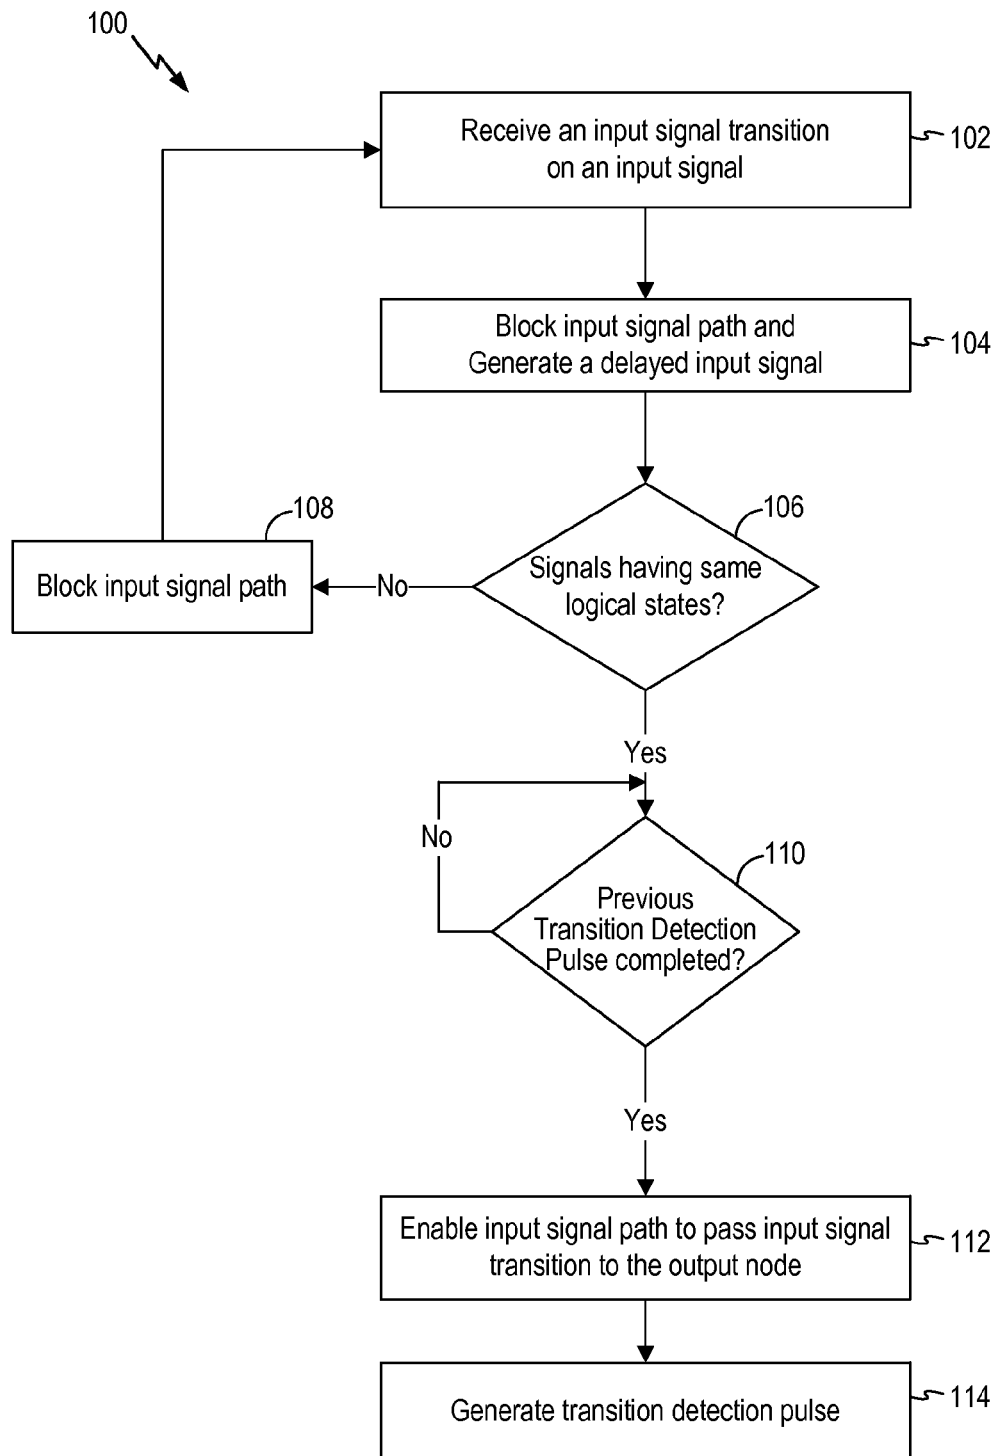 100
Receive an input signal transition
on an input signal
102
Block input signal path and
Generate a delayed input signal
104
106
Signals having same
logical states?
108
Block input signal path
No
Yes
No
110
Previous
Transition Detection
Pulse completed?
Yes
Enable input signal path to pass input signal
transition to the output node
112
Generate transition detection pulse
114